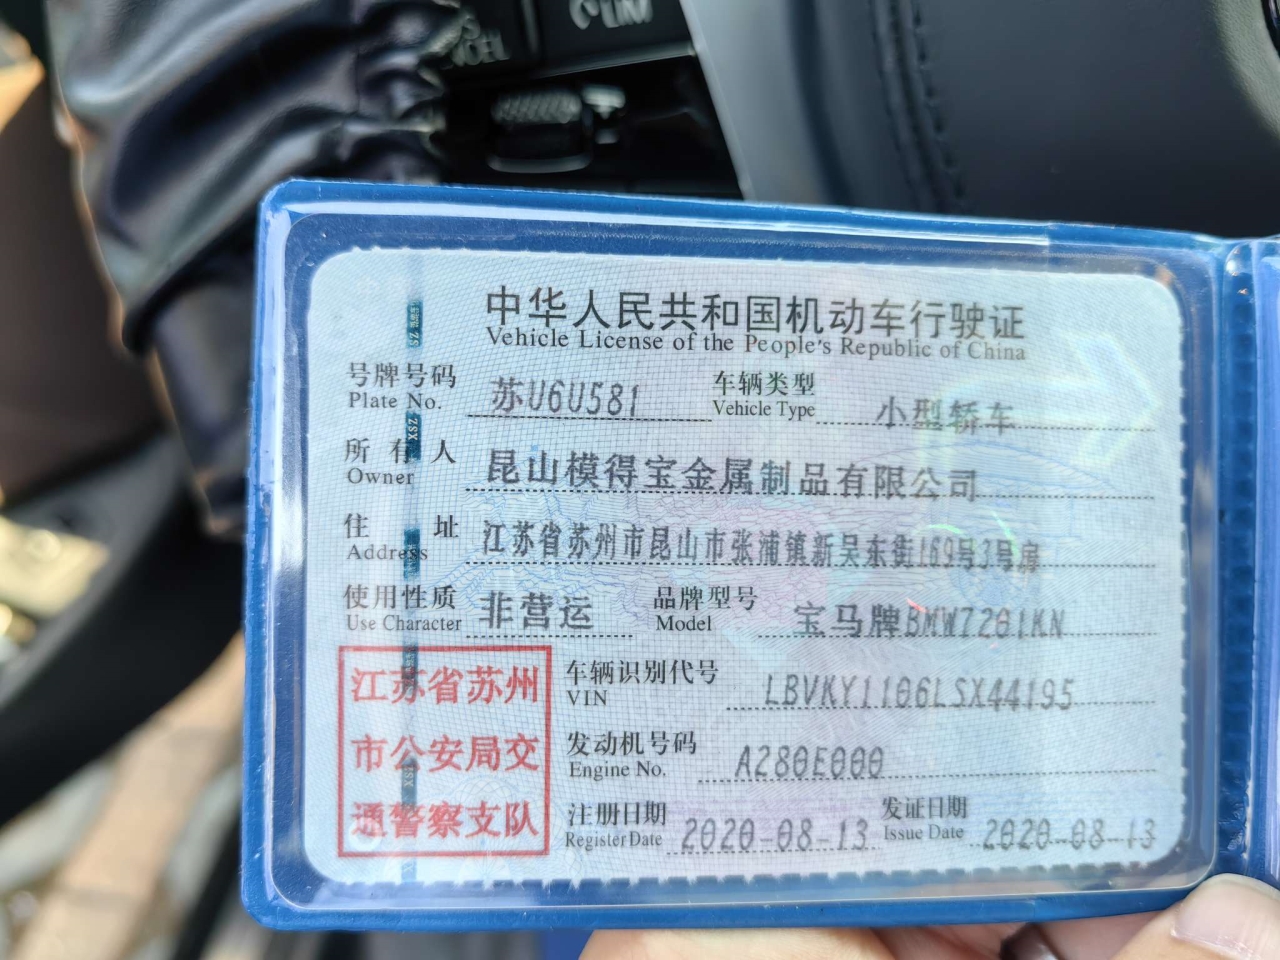 CANCEL
LIM
中华人民共和国机动车行驶证
Vehicle License of the People's Republic of China
号牌号码 苏U6U581 车辆类型 小型轿车
Plate No. Vehicle Type
所有人 昆山模得宝金属制品有限公司
Owner
住址 江苏省苏州市昆山市张浦镇新吴东街169号3号房
Address
使用性质 非营运 品牌型号 宝马牌BMW7201KN
Use Character Model
车辆识别代号 LBVKY1106LSX44195
VIN
发动机号码 A280E000
Engine No.
注册日期 2020-08-13 发证日期 2020-08-13
Register Date Issue Date
江苏省苏州
市公安局交
通警察支队
ZSX